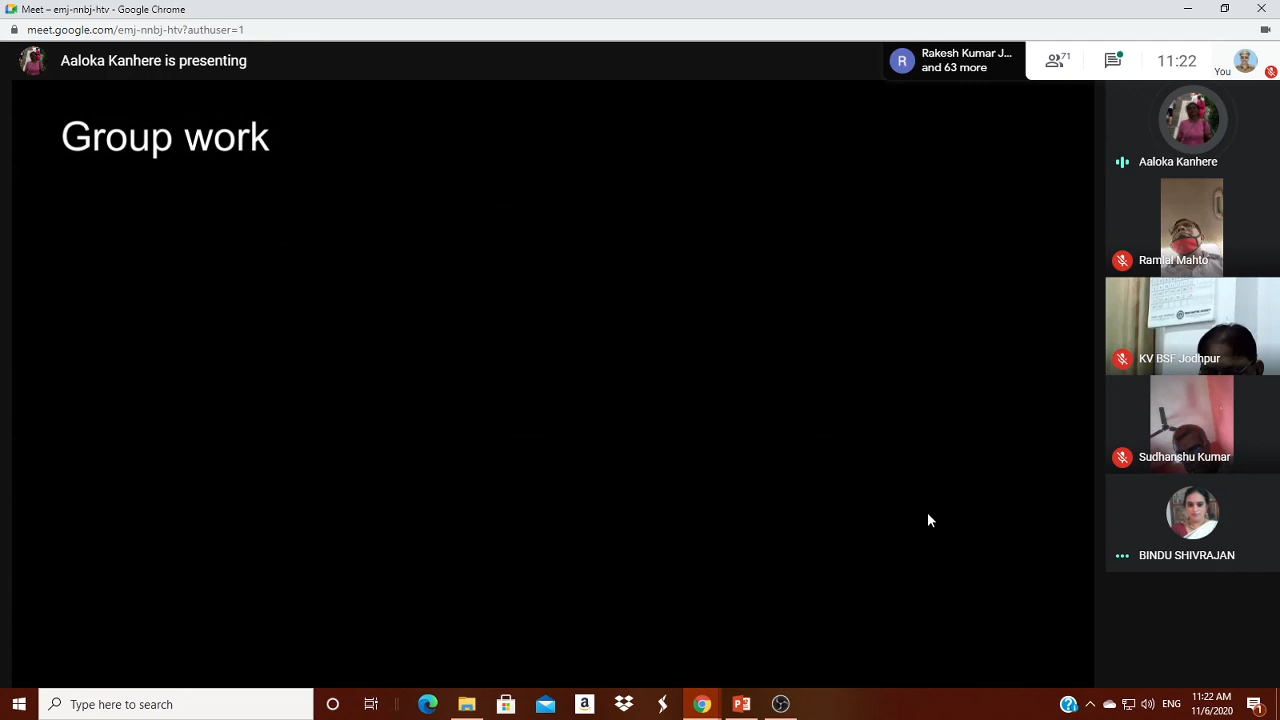 Meet – emj-nnbj-htv - Google Chrome
meet.google.com/emj-nnbj-htv?authuser=1
Aaloka Kanhere is presenting
R
Rakesh Kumar J...
and 63 more
71
11:22
You
Group work
Aaloka Kanhere
Ramlal Mahto
KV BSF Jodhpur
Sudhanshu Kumar
BINDU SHIVRAJAN
Type here to search
a
ENG
11:22 AM
11/6/2020
1